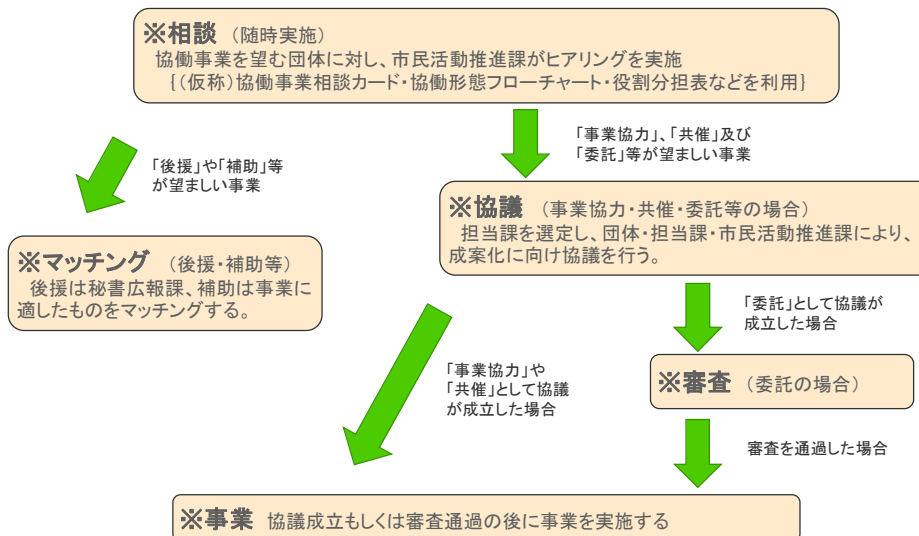 ※相談 （随時実施）
協働事業を望む団体に対し、市民活動推進課がヒアリングを実施
｛（仮称）協働事業相談カード・協働形態フローチャート・役割分担表などを利用｝
「後援」や「補助」等
が望ましい事業
「事業協力」、「共催」及び
「委託」等が望ましい事業
※協議 （事業協力・共催・委託等の場合）
担当課を選定し、団体・担当課・市民活動推進課により、
成案化に向け協議を行う。
※マッチング （後援・補助等）
後援は秘書広報課、補助は事業に
適したものをマッチングする。
「委託」として協議が
成立した場合
「事業協力」や
「共催」として協議
が成立した場合
※審査 （委託の場合）
審査を通過した場合
※事業 協議成立もしくは審査通過の後に事業を実施する